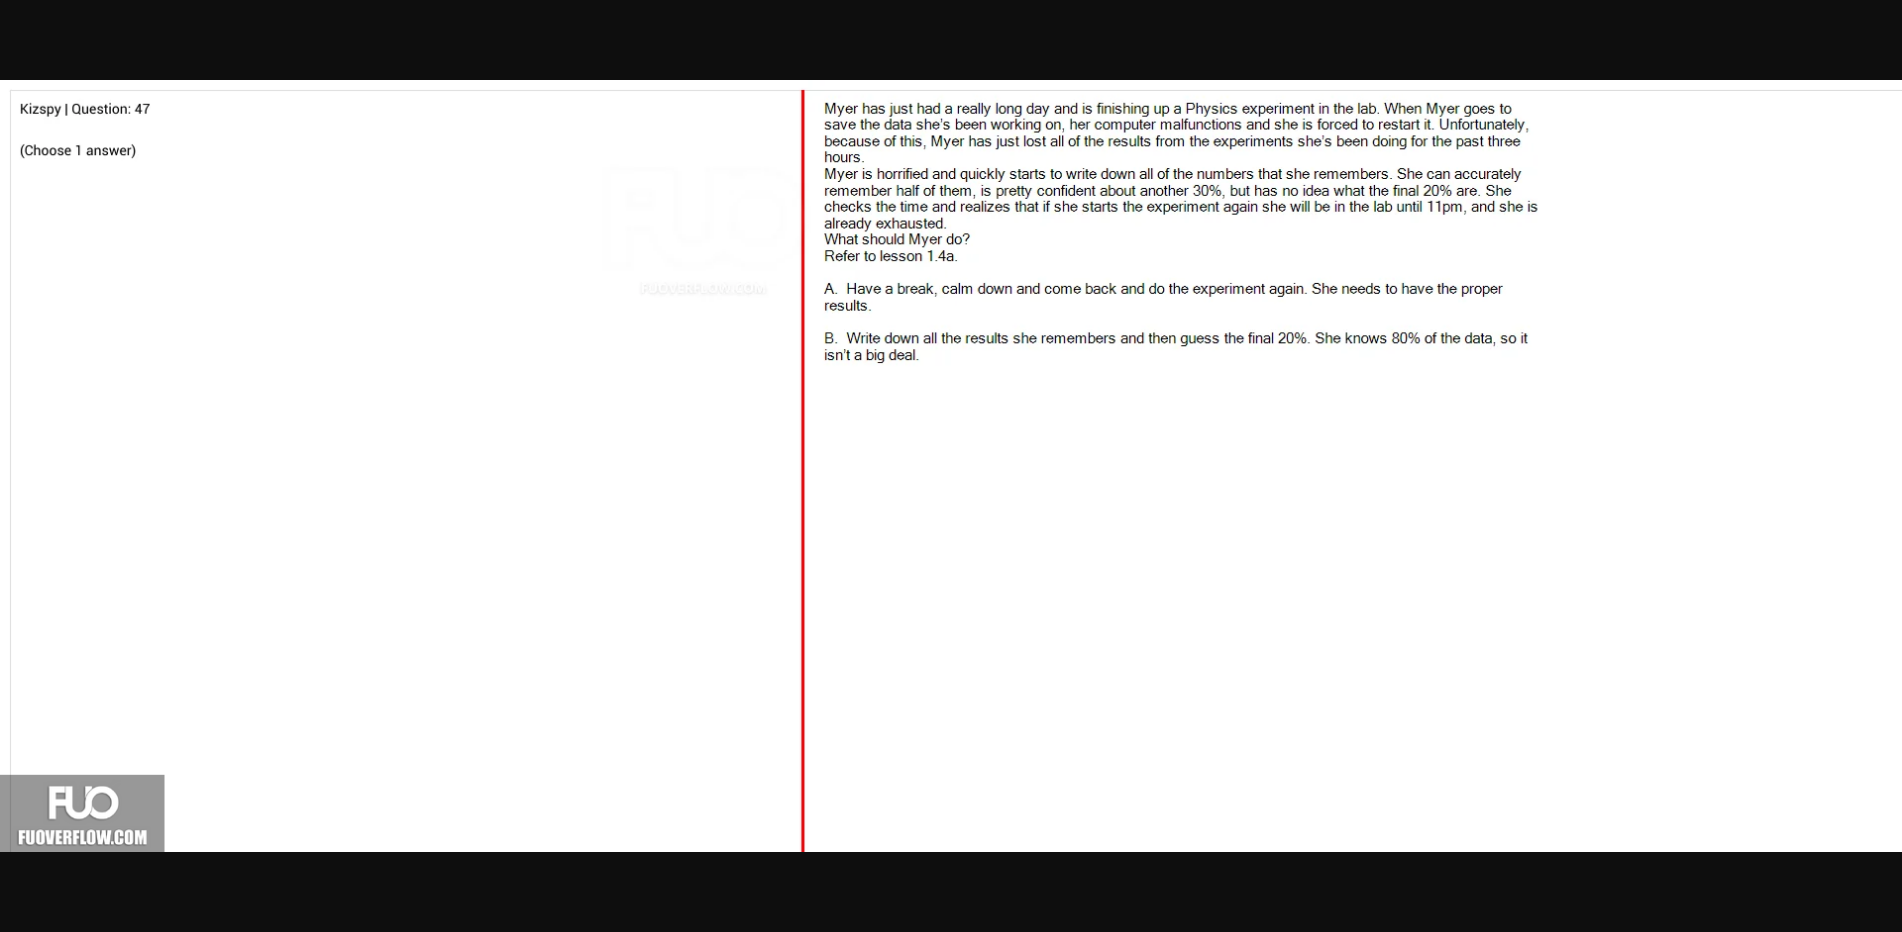 Kizspy | Question: 47
(Choose 1 answer)
Myer has just had a really long day and is finishing up a Physics experiment in the lab. When Myer goes to
save the data she's been working on, her computer malfunctions and she is forced to restart it. Unfortunately,
because of this, Myer has just lost all of the results from the experiments she's been doing for the past three
hours.
Myer is horrified and quickly starts to write down all of the numbers that she remembers. She can accurately
remember half of them, is pretty confident about another 30%, but has no idea what the final 20% are. She
checks the time and realizes that if she starts the experiment again she will be in the lab until 11pm, and she is
already exhausted.
What should Myer do?
Refer to lesson 1.4a.
A. Have a break, calm down and come back and do the experiment again. She needs to have the proper
results.
B. Write down all the results she remembers and then guess the final 20%. She knows 80% of the data, so it
isn't a big deal.
FUO
FUOVERFLOW.COM
FUO
FUOVERFLOW.COM